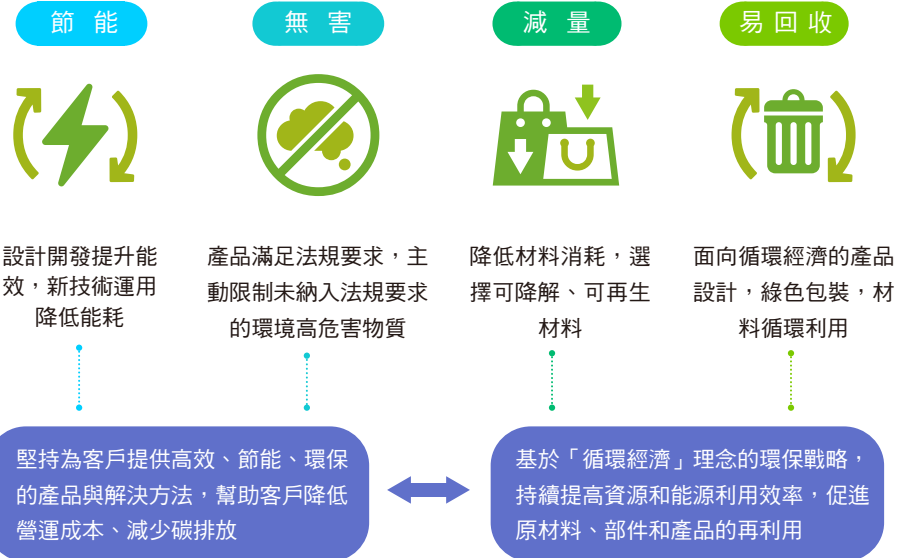 節能
無害
減量
易回收
設計開發提升能
效，新技術運用
降低能耗
產品滿足法規要求，主
動限制未納入法規要求
的環境高危害物質
降低材料消耗，選
擇可降解、可再生
材料
面向循環經濟的產品
設計，綠色包裝，材
料循環利用
堅持為客戶提供高效、節能、環保
的產品與解決方法，幫助客戶降低
營運成本、減少碳排放
基於「循環經濟」理念的環保戰略，
持續提高資源和能源利用效率，促進
原材料、部件和產品的再利用